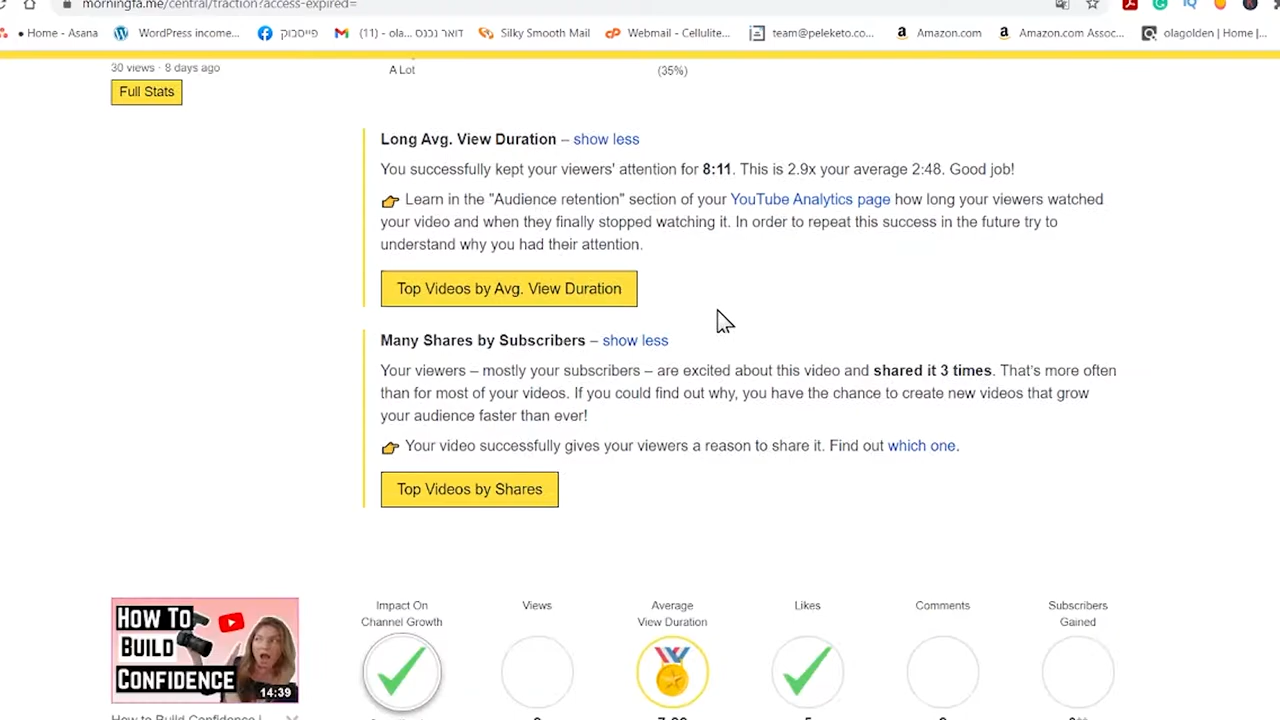 morningfa.me/central/traction?access-expired=
Home - Asana
WordPress income...
פייסבוק
(11) - דואר נכנס - ola...
Silky Smooth Mail
Webmail - Cellulite...
team@peleketo.co...
Amazon.com
Amazon.com Assoc...
olagolden | Home |...
30 views · 8 days ago
A Lot
(35%)
Full Stats
Long Avg. View Duration – show less
You successfully kept your viewers' attention for 8:11. This is 2.9x your average 2:48. Good job!
👉 Learn in the "Audience retention" section of your YouTube Analytics page how long your viewers watched
your video and when they finally stopped watching it. In order to repeat this success in the future try to
understand why you had their attention.
Top Videos by Avg. View Duration
Many Shares by Subscribers – show less
Your viewers – mostly your subscribers – are excited about this video and shared it 3 times. That's more often
than for most of your videos. If you could find out why, you have the chance to create new videos that grow
your audience faster than ever!
👉 Your video successfully gives your viewers a reason to share it. Find out which one.
Top Videos by Shares
HOW TO
BUILD
CONFIDENCE
14:39
Impact On
Channel Growth
Views
Average
View Duration
Likes
Comments
Subscribers
Gained
How to Build Confidence |